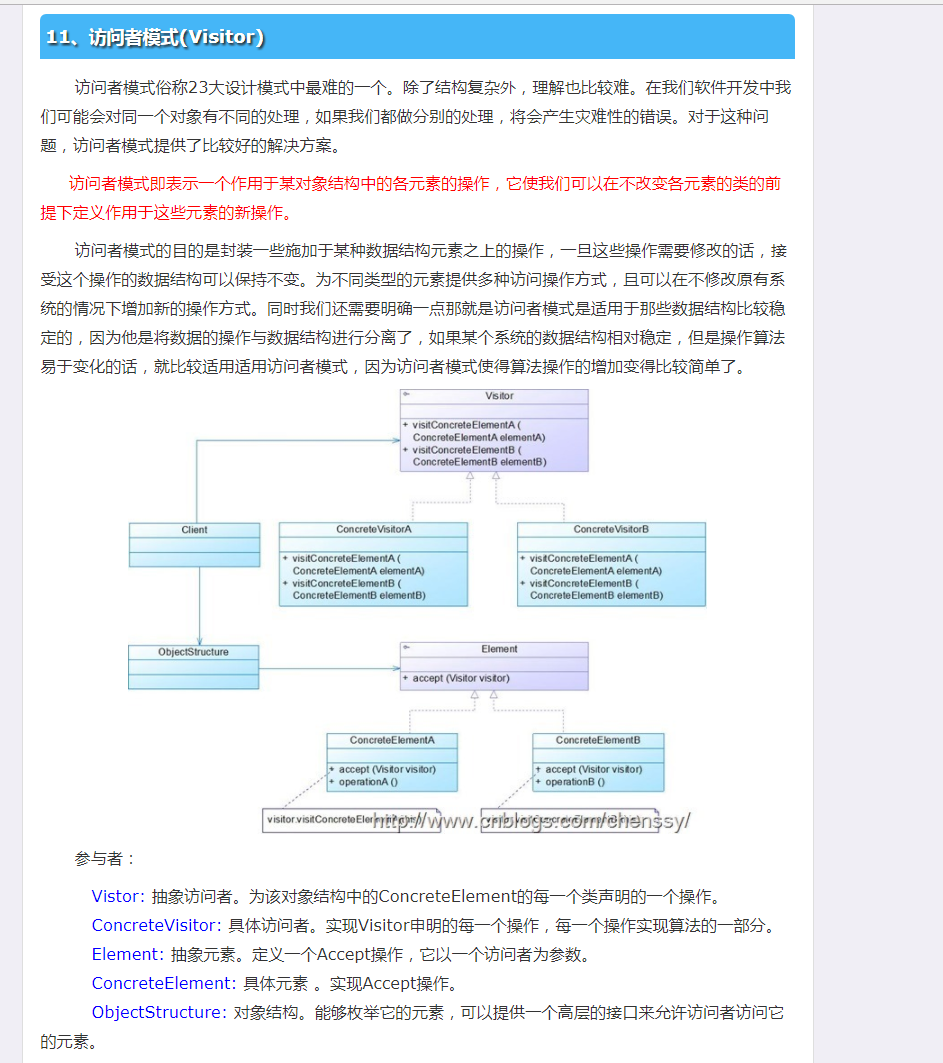 11、访问者模式(Visitor)
访问者模式俗称23大设计模式中最难的一个。除了结构复杂外，理解也比较难。在我们软件开发中我
们可能会对同一个对象有不同的处理，如果我们都做分别的处理，将会产生灾难性的错误。对于这种问
题，访问者模式提供了比较好的解决方案。
访问者模式即表示一个作用于某对象结构中的各元素的操作，它使我们可以在不改变各元素的类的前
提下定义作用于这些元素的新操作。
访问者模式的目的是封装一些施加于某种数据结构元素之上的操作，一旦这些操作需要修改的话，接
受这个操作的数据结构可以保持不变。为不同类型的元素提供多种访问操作方式，且可以在不修改原有系
统的情况下增加新的操作方式。同时我们还需要明确一点那就是访问者模式是适用于那些数据结构比较稳
定的，因为他是将数据的操作与数据结构进行分离了，如果某个系统的数据结构相对稳定，但是操作算法
易于变化的话，就比较适用适用访问者模式，因为访问者模式使得算法操作的增加变得比较简单了。
Visitor
+ visitConcreteElementA (
ConcreteElementA elementA)
+ visitConcreteElementB (
ConcreteElementB elementB)
Client
ConcreteVisitorA
+ visitConcreteElementA (
ConcreteElementA elementA)
+ visitConcreteElementB (
ConcreteElementB elementB)
ConcreteVisitorB
+ visitConcreteElementA (
ConcreteElementA elementA)
+ visitConcreteElementB (
ConcreteElementB elementB)
ObjectStructure
Element
+ accept (Visitor visitor)
ConcreteElementA
+ accept (Visitor visitor)
+ operationA ()
ConcreteElementB
+ accept (Visitor visitor)
+ operationB ()
http://www.cnblogs.com/chenssy/
参与者：
Vistor: 抽象访问者。为该对象结构中的ConcreteElement的每一个类声明的一个操作。
ConcreteVisitor: 具体访问者。实现Visitor申明的每一个操作，每一个操作实现算法的一部分。
Element: 抽象元素。定义一个Accept操作，它以一个访问者为参数。
ConcreteElement: 具体元素 。实现Accept操作。
ObjectStructure: 对象结构。能够枚举它的元素，可以提供一个高层的接口来允许访问者访问它
的元素。